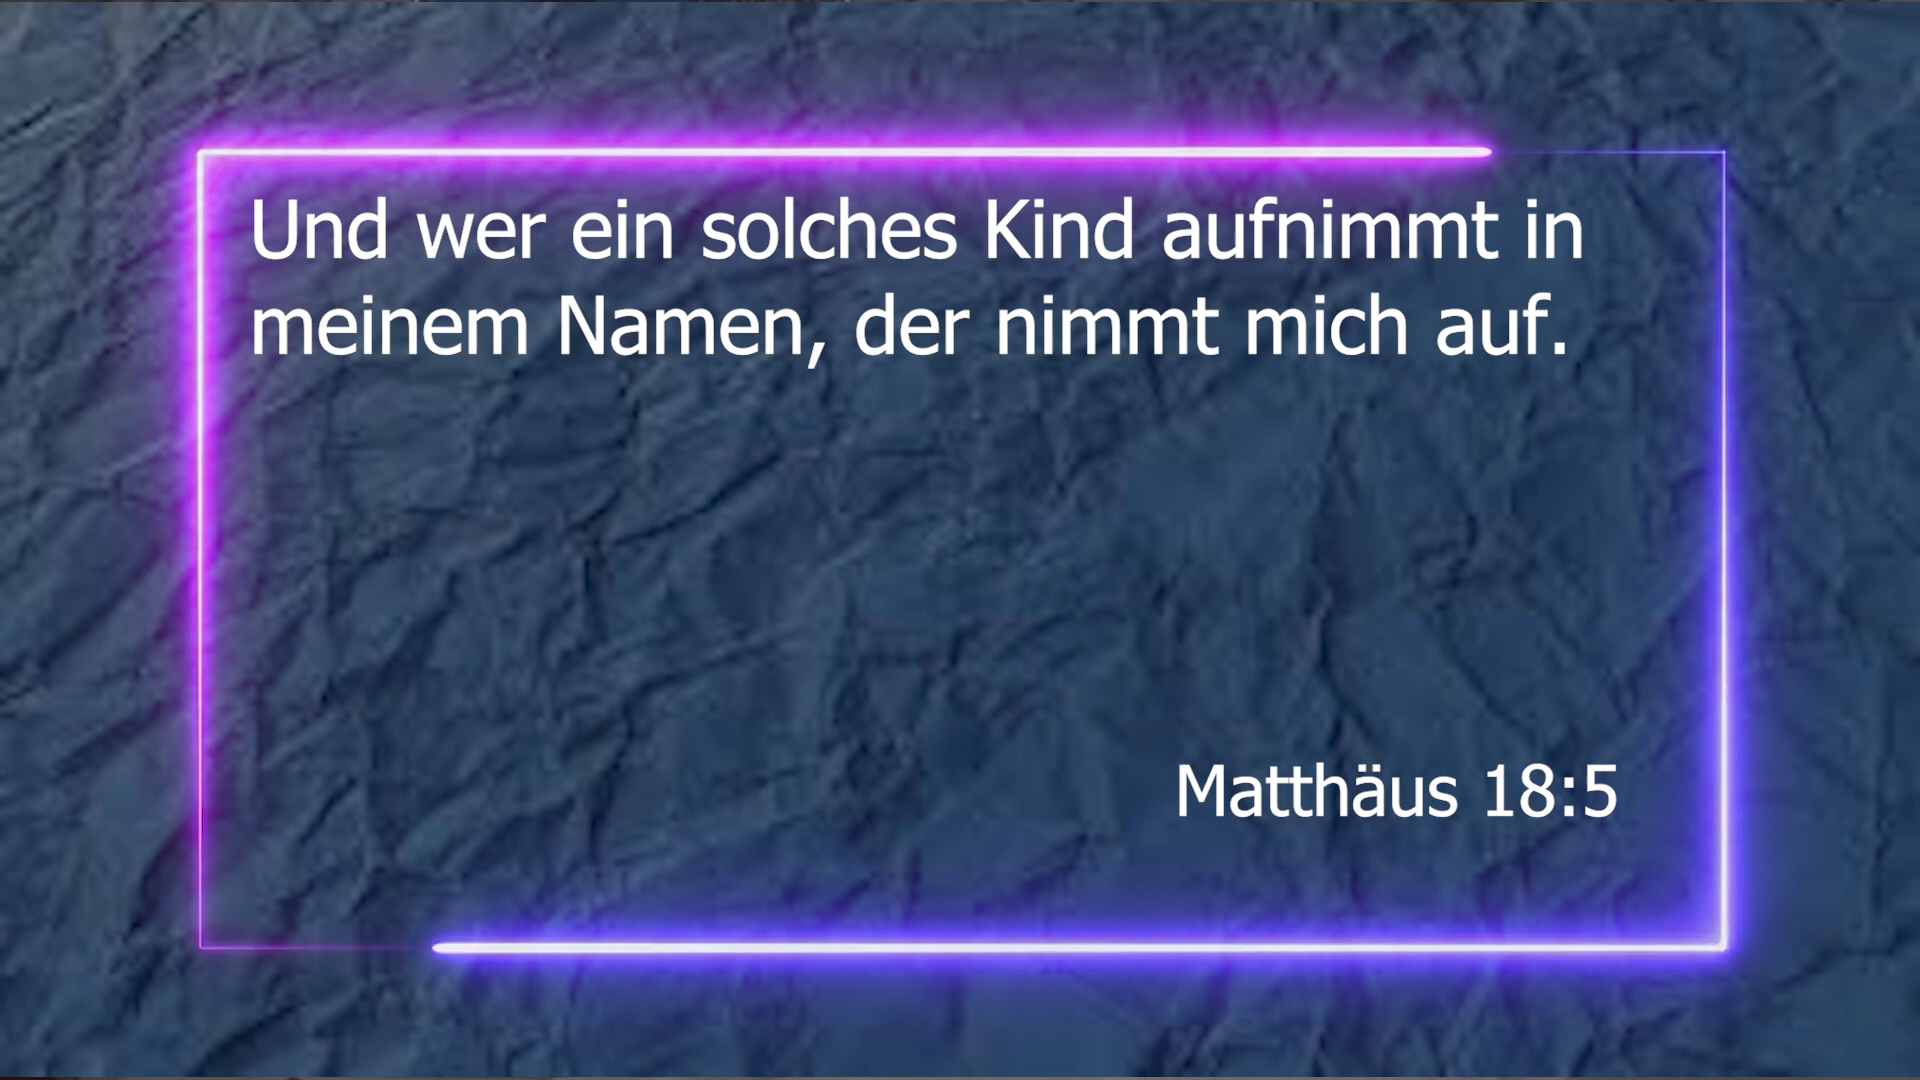 Und wer ein solches Kind aufnimmt in
meinem Namen, der nimmt mich auf.
Matthäus 18:5